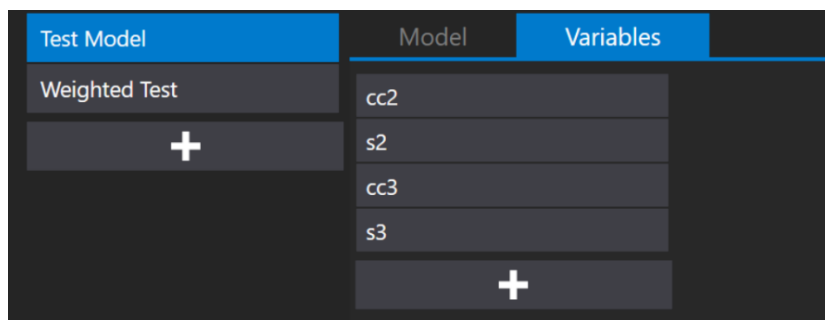 Test Model
Weighted Test
Model
Variables
cc2
s2
cc3
s3